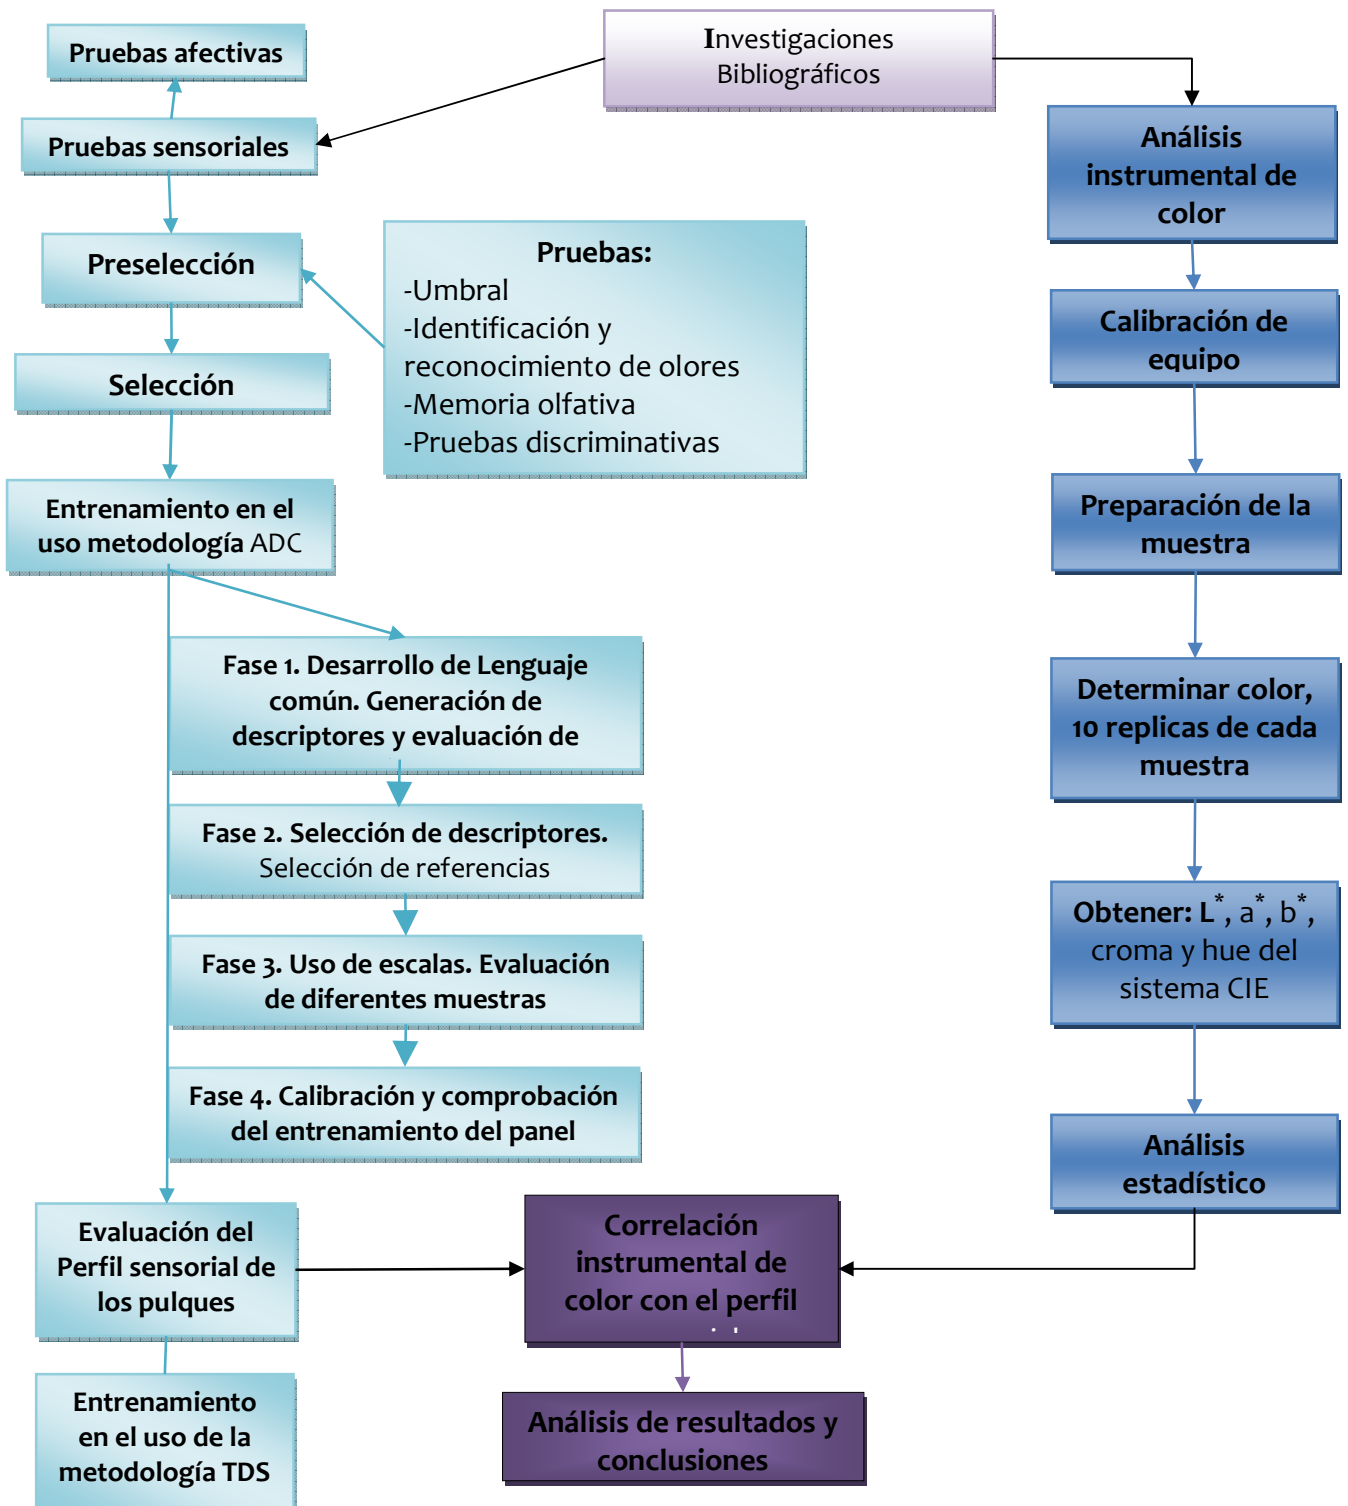 Investigaciones
Bibliográficos
Pruebas afectivas
Pruebas sensoriales
Preselección
Selección
Pruebas:
-Umbral
-Identificación y
reconocimiento de olores
-Memoria olfativa
-Pruebas discriminativas
Entrenamiento en el
uso metodología ADC
Fase 1. Desarrollo de Lenguaje
común. Generación de
descriptores y evaluación de
Fase 2. Selección de descriptores.
Selección de referencias
Fase 3. Uso de escalas. Evaluación
de diferentes muestras
Fase 4. Calibración y comprobación
del entrenamiento del panel
Evaluación del
Perfil sensorial de
los pulques
Entrenamiento
en el uso de la
metodología TDS
Análisis
instrumental de
color
Calibración de
equipo
Preparación de la
muestra
Determinar color,
10 replicas de cada
muestra
Obtener: L*, a*, b*,
croma y hue del
sistema CIE
Análisis
estadístico
Correlación
instrumental de
color con el perfil
Análisis de resultados y
conclusiones